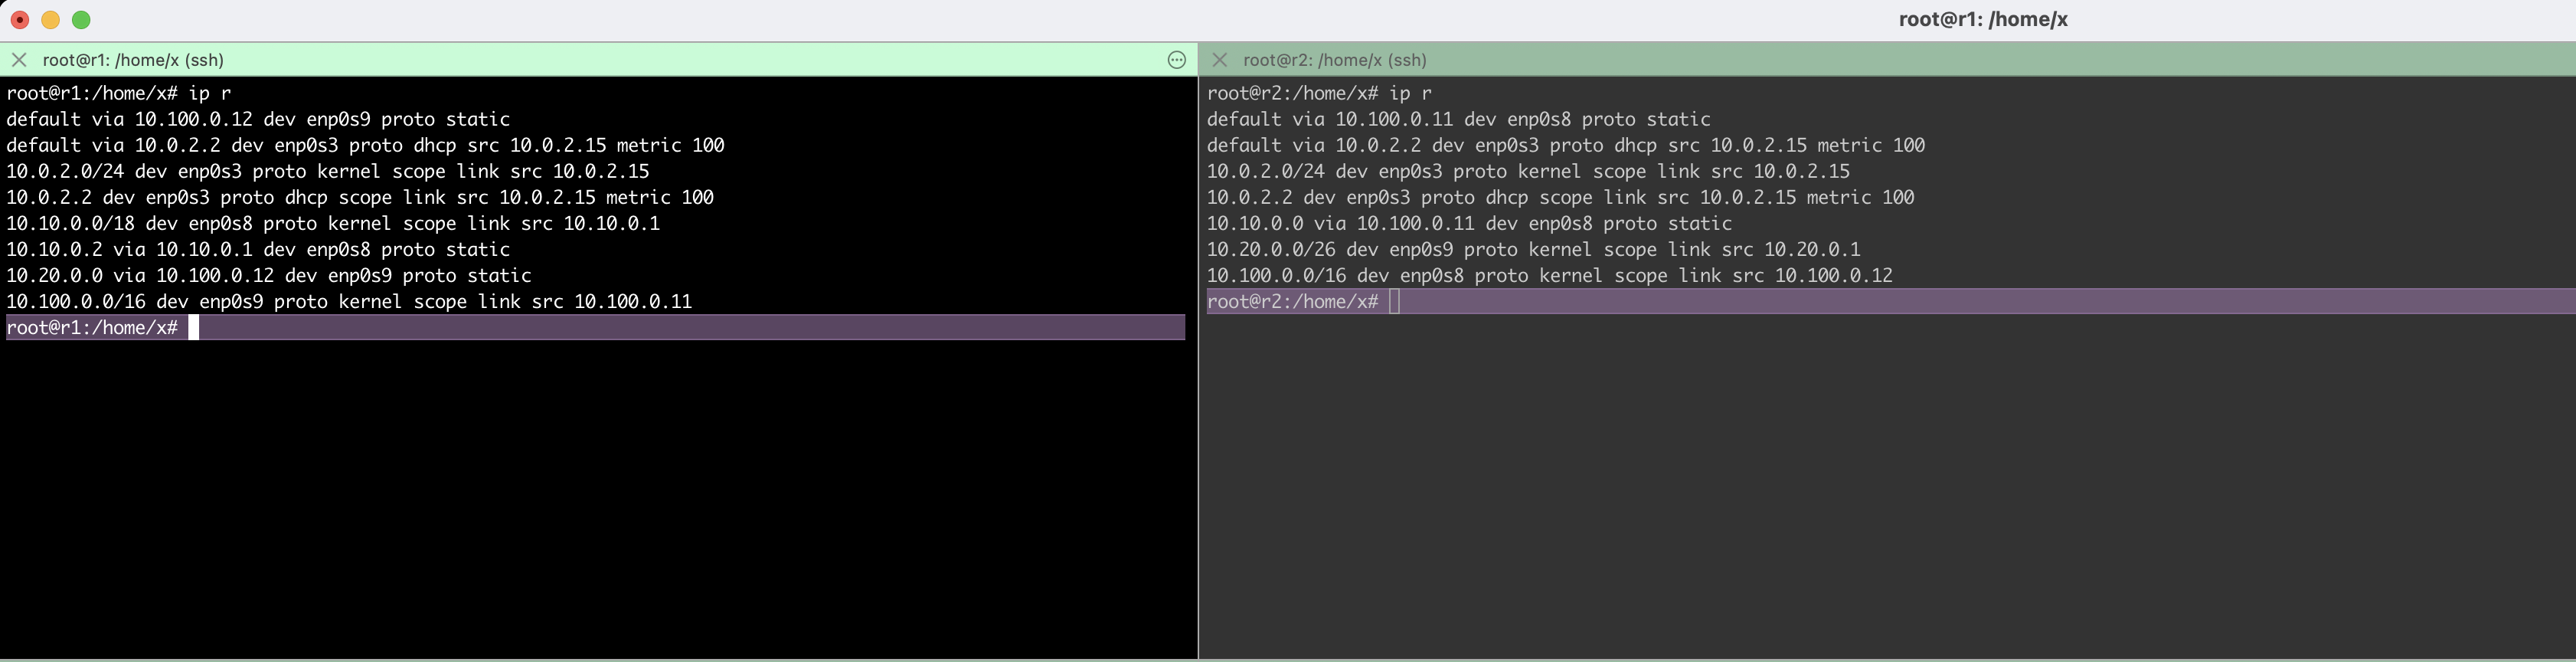 root@r1: /home/x
root@r1: /home/x (ssh)
root@r1:/home/x# ip r
default via 10.100.0.12 dev enp0s9 proto static
default via 10.0.2.2 dev enp0s3 proto dhcp src 10.0.2.15 metric 100
10.0.2.0/24 dev enp0s3 proto kernel scope link src 10.0.2.15
10.0.2.2 dev enp0s3 proto dhcp scope link src 10.0.2.15 metric 100
10.10.0.0/18 dev enp0s8 proto kernel scope link src 10.10.0.1
10.10.0.2 via 10.10.0.1 dev enp0s8 proto static
10.20.0.0 via 10.100.0.12 dev enp0s9 proto static
10.100.0.0/16 dev enp0s9 proto kernel scope link src 10.100.0.11
root@r1:/home/x#
root@r2: /home/x (ssh)
root@r2:/home/x# ip r
default via 10.100.0.11 dev enp0s8 proto static
default via 10.0.2.2 dev enp0s3 proto dhcp src 10.0.2.15 metric 100
10.0.2.0/24 dev enp0s3 proto kernel scope link src 10.0.2.15
10.0.2.2 dev enp0s3 proto dhcp scope link src 10.0.2.15 metric 100
10.10.0.0 via 10.100.0.11 dev enp0s8 proto static
10.20.0.0/26 dev enp0s9 proto kernel scope link src 10.20.0.1
10.100.0.0/16 dev enp0s8 proto kernel scope link src 10.100.0.12
root@r2:/home/x#